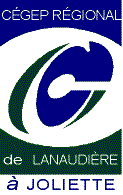 CÉGEP RÉGIONAL
de LANAUDIÈRE
à JOLIETTE